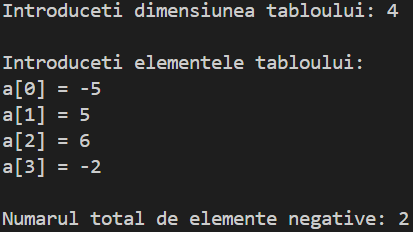 Introduceti dimensiunea tabloului: 4
Introduceti elementele tabloului:
a[0] = -5
a[1] = 5
a[2] = 6
a[3] = -2
Numarul total de elemente negative: 2